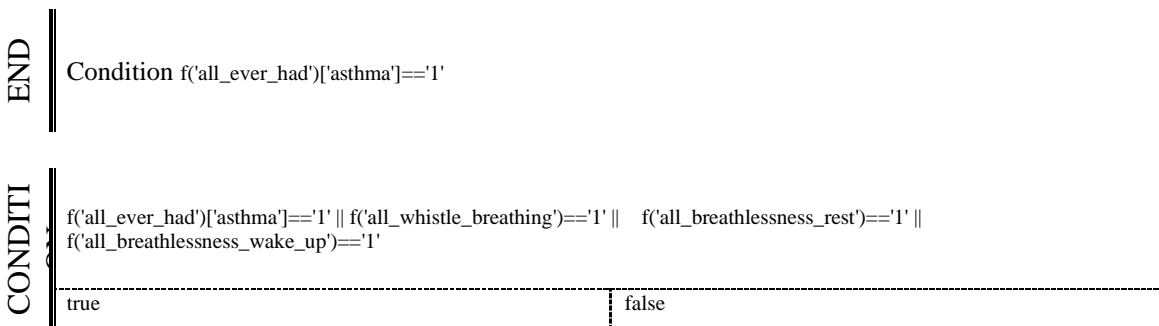 END
Condition f('all_ever_had')['asthma']=='1'
CONDITI
f('all_ever_had')['asthma']=='1' || f('all_whistle_breathing')=='1' || f('all_breathlessness_rest')=='1' ||
f('all_breathlessness_wake_up')=='1'
true
false